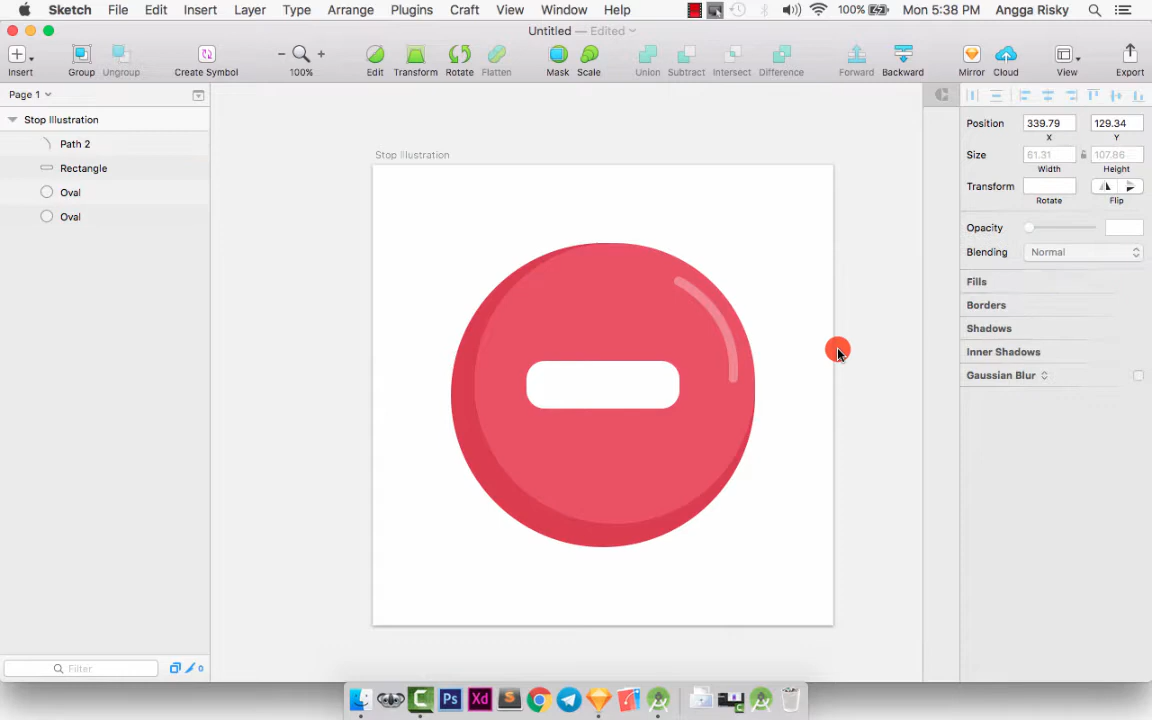 Sketch File Edit Insert Layer Type Arrange Plugins Craft View Window Help 100% Mon 5:38 PM Angga Risky
Untitled — Edited
Insert Group Ungroup Create Symbol 100% Edit Transform Rotate Flatten Mask Scale Union Subtract Intersect Difference Forward Backward Mirror Cloud View Export
Page 1
Stop Illustration
Path 2
Rectangle
Oval
Oval
Filter 0
Stop Illustration
Position 339.79 129.34
X Y
Size 61.31 107.86
Width Height
Transform
Rotate Flip
Opacity
Blending Normal
Fills
Borders
Shadows
Inner Shadows
Gaussian Blur
Ps Xd S